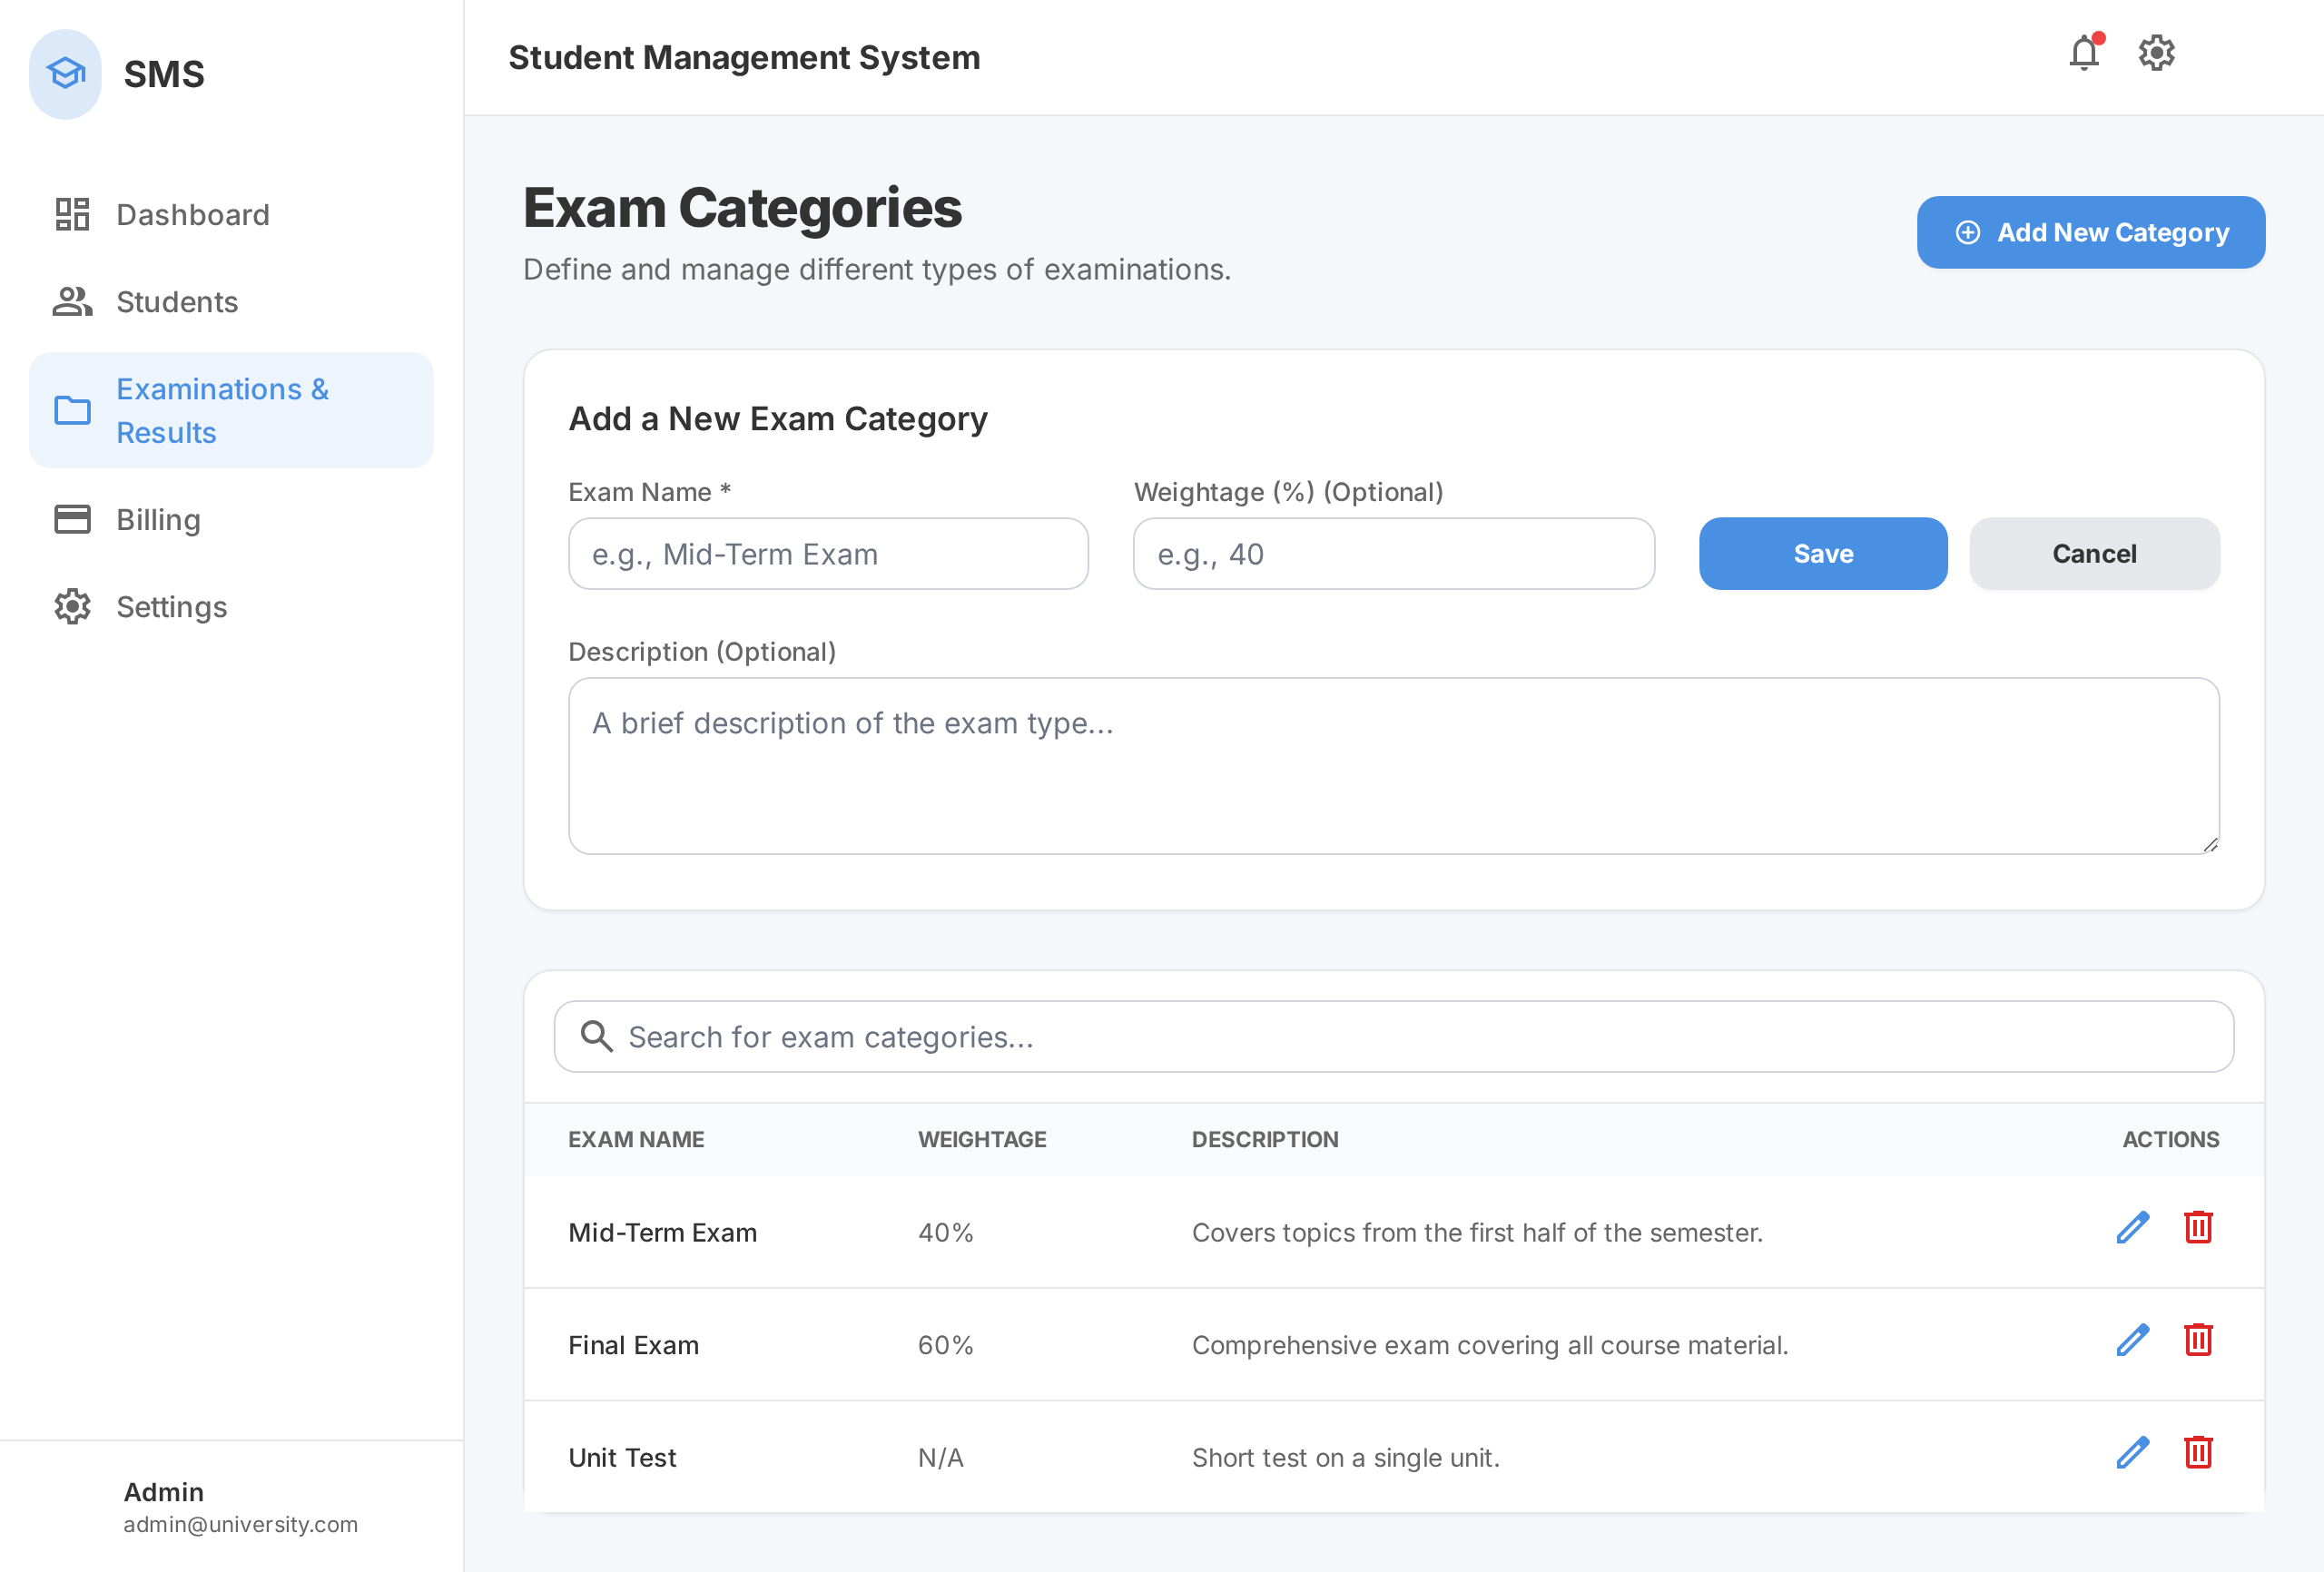 SMS
Dashboard
Students
Examinations &
Results
Billing
Settings
Admin
admin@university.com
Student Management System
Exam Categories
Define and manage different types of examinations.
Add New Category
Add a New Exam Category
Exam Name *
Weightage (%) (Optional)
e.g., Mid-Term Exam
e.g., 40
Save
Cancel
Description (Optional)
A brief description of the exam type...
Search for exam categories...
EXAM NAME WEIGHTAGE DESCRIPTION ACTIONS
Mid-Term Exam 40% Covers topics from the first half of the semester.
Final Exam 60% Comprehensive exam covering all course material.
Unit Test N/A Short test on a single unit.